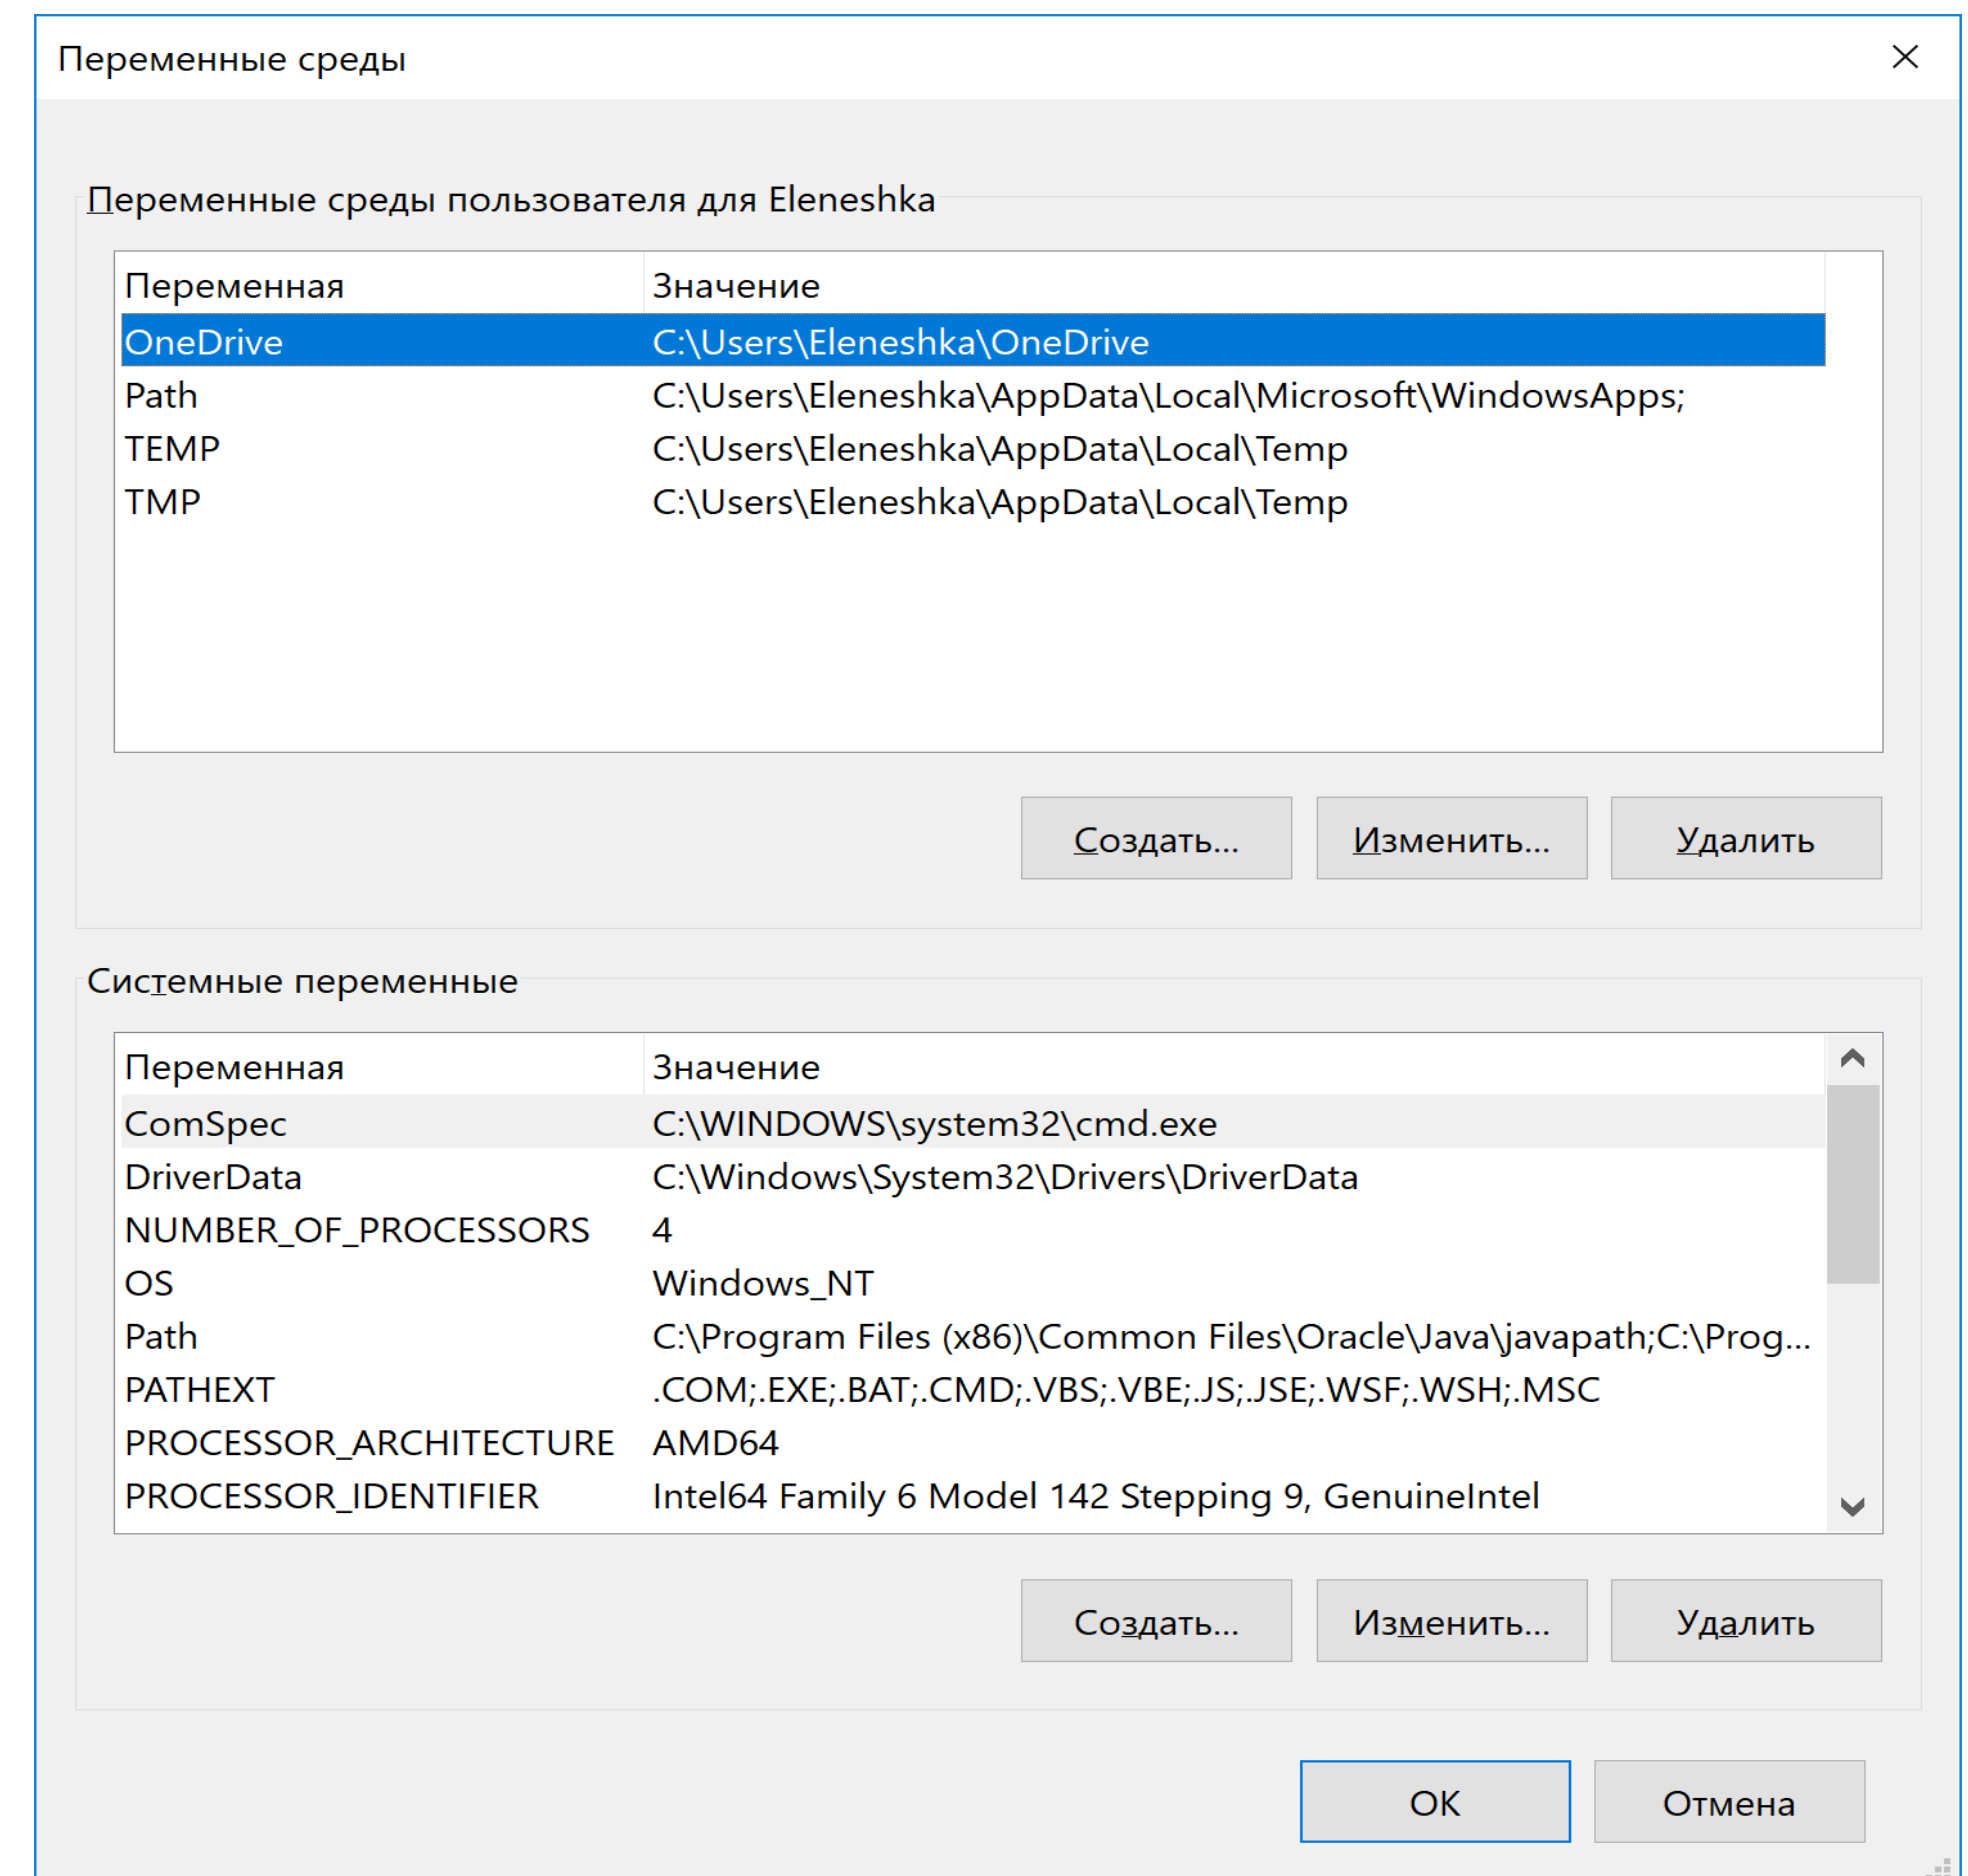 Переменные среды
Переменные среды пользователя для Eleneshka
Переменная Значение
OneDrive C:\Users\Eleneshka\OneDrive
Path C:\Users\Eleneshka\AppData\Local\Microsoft\WindowsApps;
TEMP C:\Users\Eleneshka\AppData\Local\Temp
TMP C:\Users\Eleneshka\AppData\Local\Temp
Создать... Изменить... Удалить
Системные переменные
Переменная Значение
ComSpec C:\WINDOWS\system32\cmd.exe
DriverData C:\Windows\System32\Drivers\DriverData
NUMBER_OF_PROCESSORS 4
OS Windows_NT
Path C:\Program Files (x86)\Common Files\Oracle\Java\javapath;C:\Prog...
PATHEXT .COM;.EXE;.BAT;.CMD;.VBS;.VBE;.JS;.JSE;.WSF;.WSH;.MSC
PROCESSOR_ARCHITECTURE AMD64
PROCESSOR_IDENTIFIER Intel64 Family 6 Model 142 Stepping 9, GenuineIntel
Создать... Изменить... Удалить
ОК Отмена